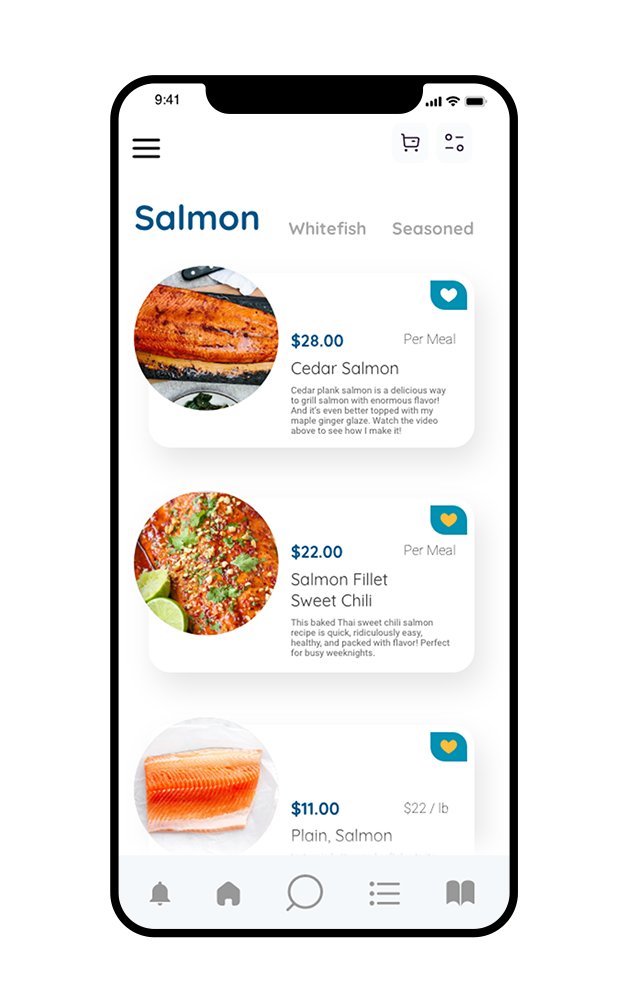 9:41
Salmon Whitefish Seasoned
$28.00 Per Meal
Cedar Salmon
Cedar plank salmon is a delicious way
to grill salmon with enormous flavor!
And it's even better topped with my
maple ginger glaze. Watch the video
above to see how I make it!
$22.00 Per Meal
Salmon Fillet
Sweet Chili
This baked Thai sweet chili salmon
recipe is quick, ridiculously easy,
healthy, and packed with flavor! Perfect
for busy weeknights.
$11.00 $22 / lb
Plain, Salmon